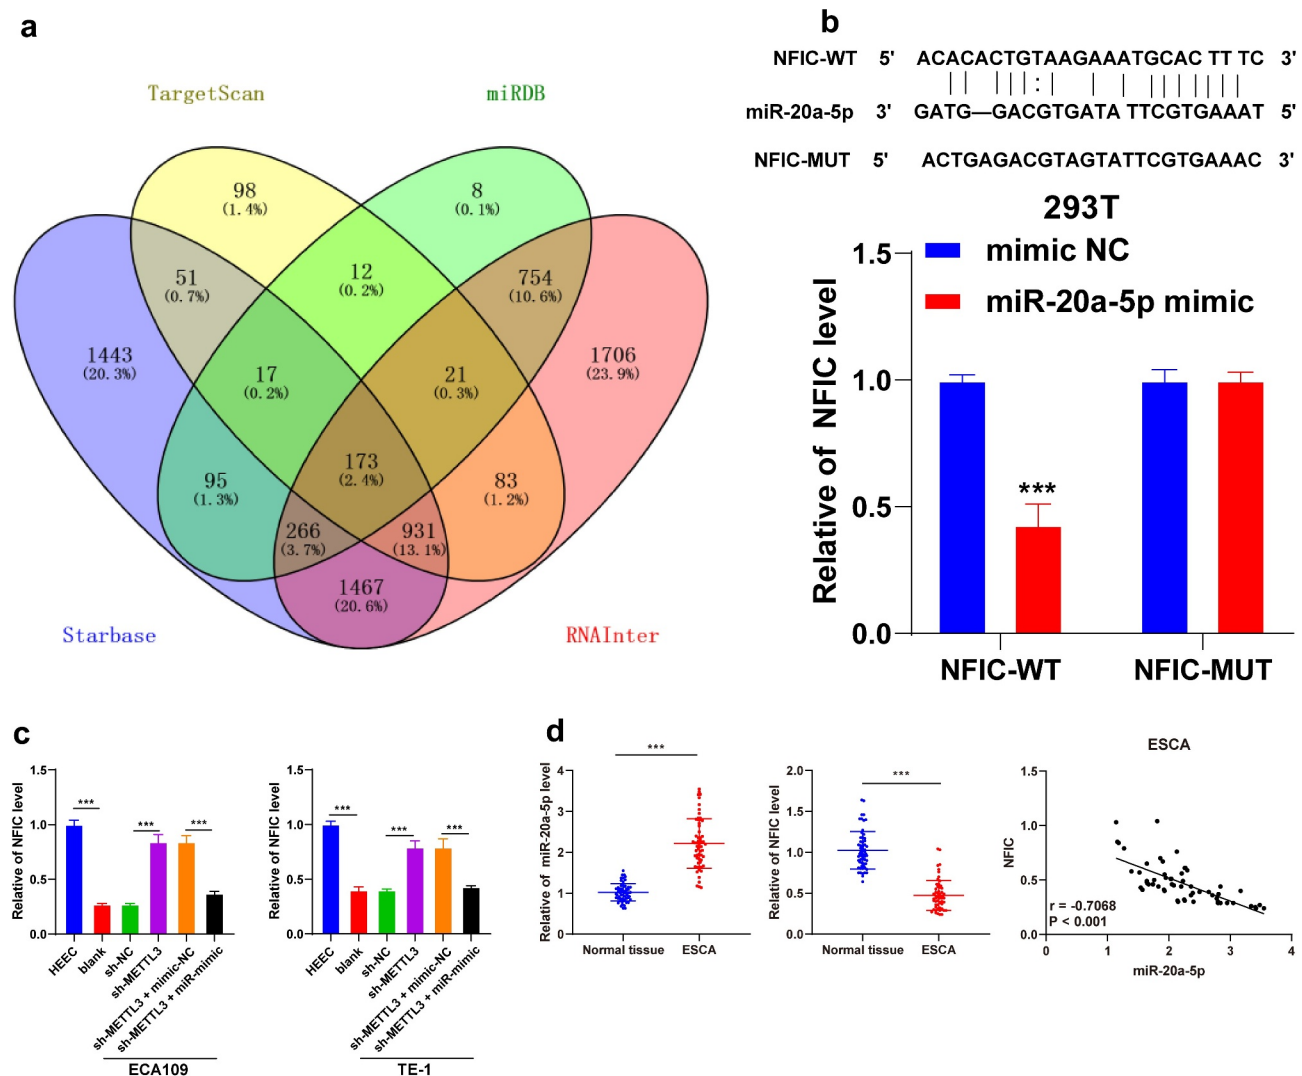 a
TargetScan
miRDB
98
(1.4%)
8
(0.1%)
51
(0.7%)
12
(0.2%)
754
(10.6%)
1443
(20.3%)
17
(0.2%)
21
(0.3%)
1706
(23.9%)
95
(1.3%)
173
(2.4%)
83
(1.2%)
266
(3.7%)
931
(13.1%)
1467
(20.6%)
Starbase
RNAInter
b
NFIC-WT 5' ACACACTGTAAGAAATGCAC TT TC 3'
miR-20a-5p 3' GATG—GACGTGATA TTCGTGAAAT 5'
NFIC-MUT 5' ACTGAGACGTAGTATTCGTGAAAC 3'
293T
mimic NC
miR-20a-5p mimic
Relative of NFIC level
1.5
1.0
0.5
0.0
***
NFIC-WT
NFIC-MUT
c
Relative of NFIC level
1.5
1.0
0.5
0.0
***
***
***
HEEC
blank
sh-NC
sh-METTL3
sh-METTL3 + mimic-NC
sh-METTL3 + miR-mimic
ECA109
Relative of NFIC level
1.5
1.0
0.5
0.0
***
***
***
HEEC
blank
sh-NC
sh-METTL3
sh-METTL3 + mimic-NC
sh-METTL3 + miR-mimic
TE-1
d
Relative of miR-20a-5p level
4
3
2
1
0
***
Normal tissue
ESCA
Relative of NFIC level
2.0
1.5
1.0
0.5
0.0
***
Normal tissue
ESCA
ESCA
NFIC
1.5
1.0
0.5
0.0
r = -0.7068
P < 0.001
0
1
2
3
4
miR-20a-5p